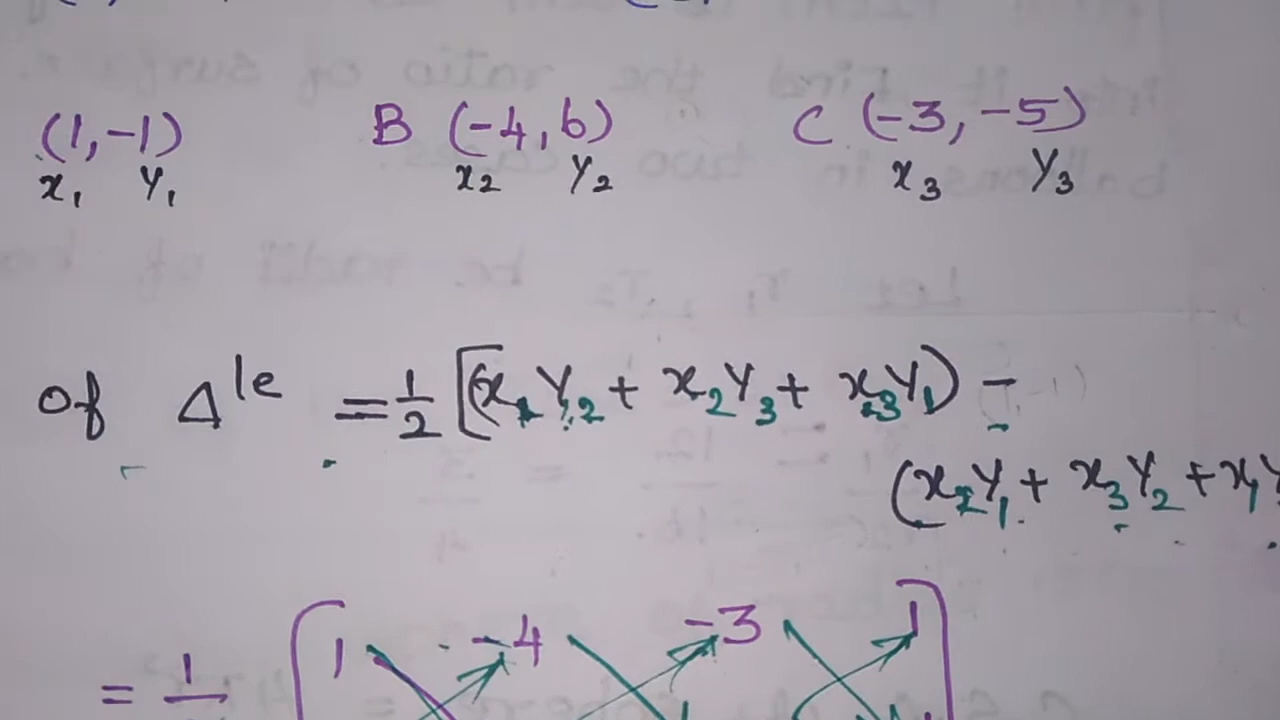 (1,-1) B (-4,6) C (-3,-5)
x₁ y₁ x₂ y₂ x₃ y₃
of Δle = 1/2 [(x₁y₂ + x₂y₃ + x₃y₁) -
(x₂y₁ + x₃y₂ + x₁y
= 1 [ 1 -4 -3 1 ]